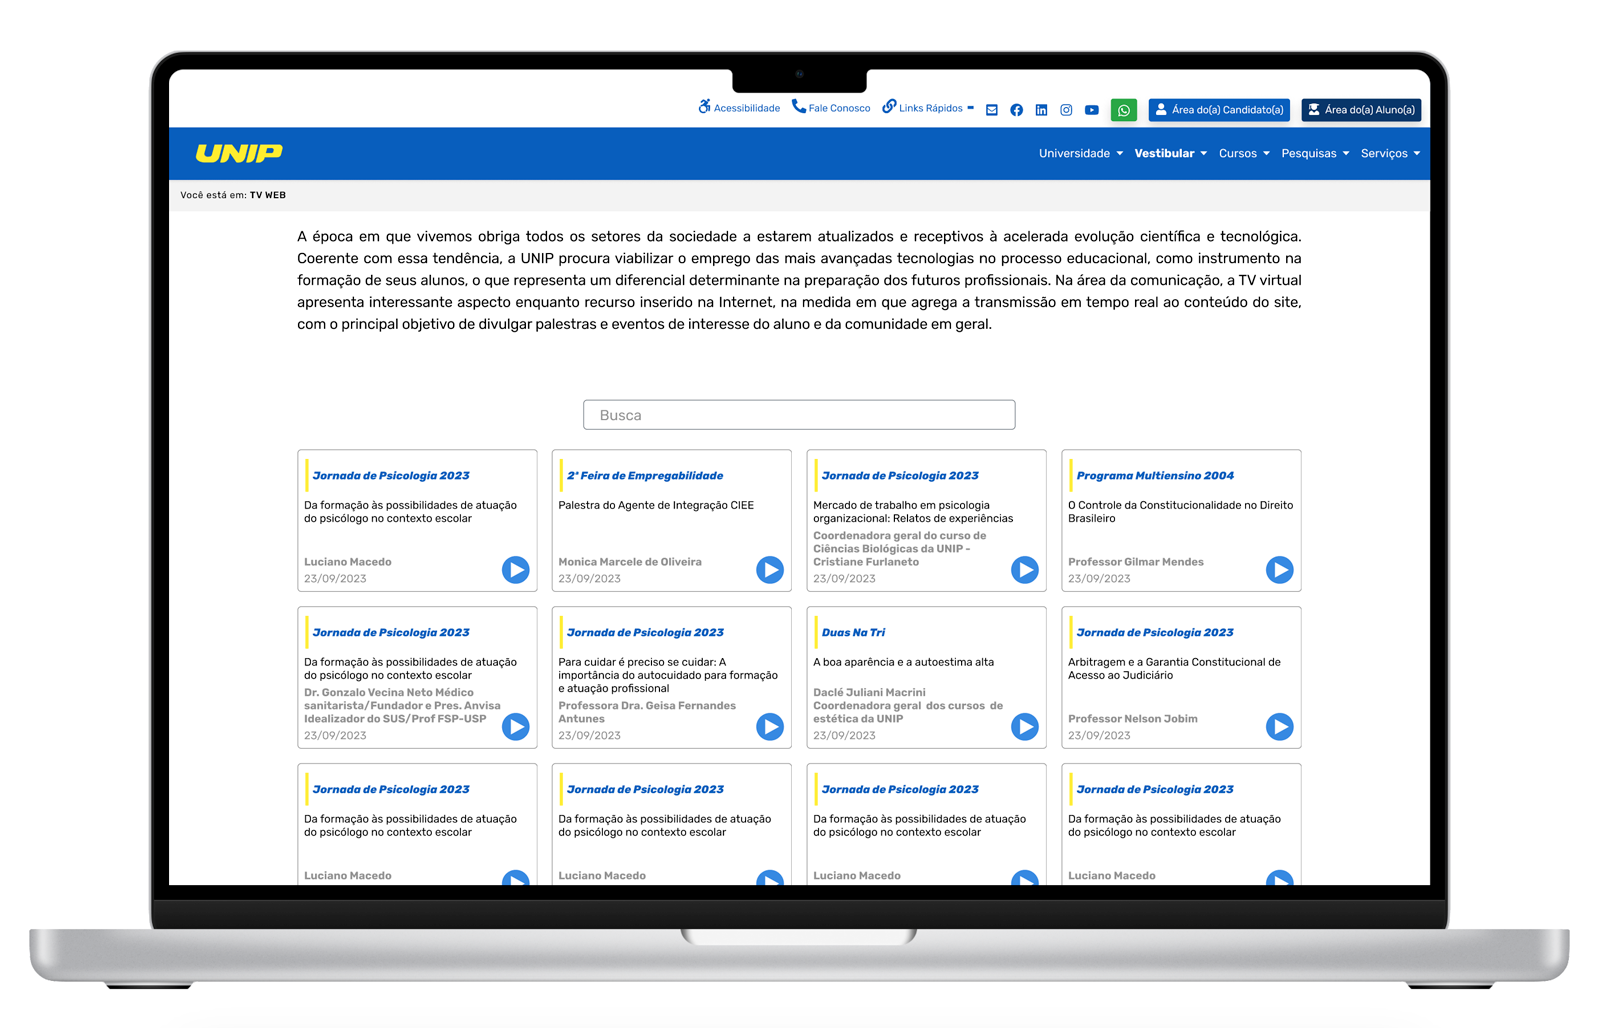 Acessibilidade Fale Conosco Links Rápidos Área do(a) Candidato(a) Área do(a) Aluno(a)
UNIP Universidade Vestibular Cursos Pesquisas Serviços
Você está em: TV WEB
A época em que vivemos obriga todos os setores da sociedade a estarem atualizados e receptivos à acelerada evolução científica e tecnológica.
Coerente com essa tendência, a UNIP procura viabilizar o emprego das mais avançadas tecnologias no processo educacional, como instrumento na
formação de seus alunos, o que representa um diferencial determinante na preparação dos futuros profissionais. Na área da comunicação, a TV virtual
apresenta interessante aspecto enquanto recurso inserido na Internet, na medida em que agrega a transmissão em tempo real ao conteúdo do site,
com o principal objetivo de divulgar palestras e eventos de interesse do aluno e da comunidade em geral.
Busca
Jornada de Psicologia 2023
Da formação às possibilidades de atuação
do psicólogo no contexto escolar
Luciano Macedo
23/09/2023
2ª Feira de Empregabilidade
Palestra do Agente de Integração CIEE
Monica Marcele de Oliveira
23/09/2023
Jornada de Psicologia 2023
Mercado de trabalho em psicologia
organizacional: Relatos de experiências
Coordenadora geral do curso de
Ciências Biológicas da UNIP -
Cristiane Furlaneto
23/09/2023
Programa Multiensino 2004
O Controle da Constitucionalidade no Direito
Brasileiro
Professor Gilmar Mendes
23/09/2023
Jornada de Psicologia 2023
Da formação às possibilidades de atuação
do psicólogo no contexto escolar
Dr. Gonzalo Vecina Neto Médico
sanitarista/Fundador e Pres. Anvisa
Idealizador do SUS/Prof FSP-USP
23/09/2023
Jornada de Psicologia 2023
Para cuidar é preciso se cuidar: A
importância do autocuidado para formação
e atuação profissional
Professora Dra. Geisa Fernandes
Antunes
23/09/2023
Duas Na Tri
A boa aparência e a autoestima alta
Daclé Juliani Macrini
Coordenadora geral dos cursos de
estética da UNIP
23/09/2023
Jornada de Psicologia 2023
Arbitragem e a Garantia Constitucional de
Acesso ao Judiciário
Professor Nelson Jobim
23/09/2023
Jornada de Psicologia 2023
Da formação às possibilidades de atuação
do psicólogo no contexto escolar
Luciano Macedo
Jornada de Psicologia 2023
Da formação às possibilidades de atuação
do psicólogo no contexto escolar
Luciano Macedo
Jornada de Psicologia 2023
Da formação às possibilidades de atuação
do psicólogo no contexto escolar
Luciano Macedo
Jornada de Psicologia 2023
Da formação às possibilidades de atuação
do psicólogo no contexto escolar
Luciano Macedo